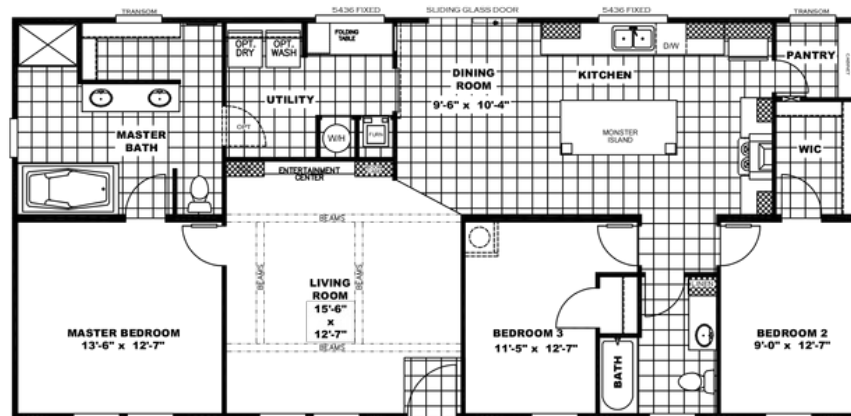 TRANSOM
5436 FIXED
SLIDING GLASS DOOR
5436 FIXED
TRANSOM
OPT. DRY
OPT. WASH
FOLDING
TABLE
D/W
PANTRY
DINING
ROOM
9'-6" x 10'-4"
KITCHEN
UTILITY
MASTER
BATH
OPT
W/H
FURN
MONSTER
ISLAND
WIC
ENTERTAINMENT
CENTER
BEAMS
BEAMS
BEAMS
LIVING
ROOM
15'-6"
x
12'-7"
BEAMS
MASTER BEDROOM
13'-6" x 12'-7"
BEDROOM 3
11'-5" x 12'-7"
BATH
BEDROOM 2
9'-0" x 12'-7"